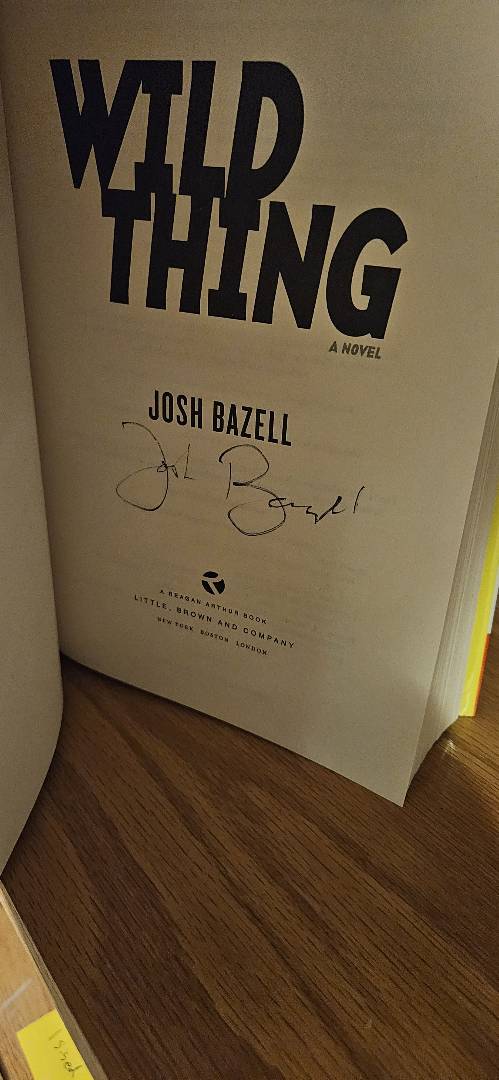 WILD
THING
A NOVEL
JOSH BAZELL
Josh Bazell
A REAGAN ARTHUR BOOK
LITTLE, BROWN AND COMPANY
NEW YORK BOSTON LONDON